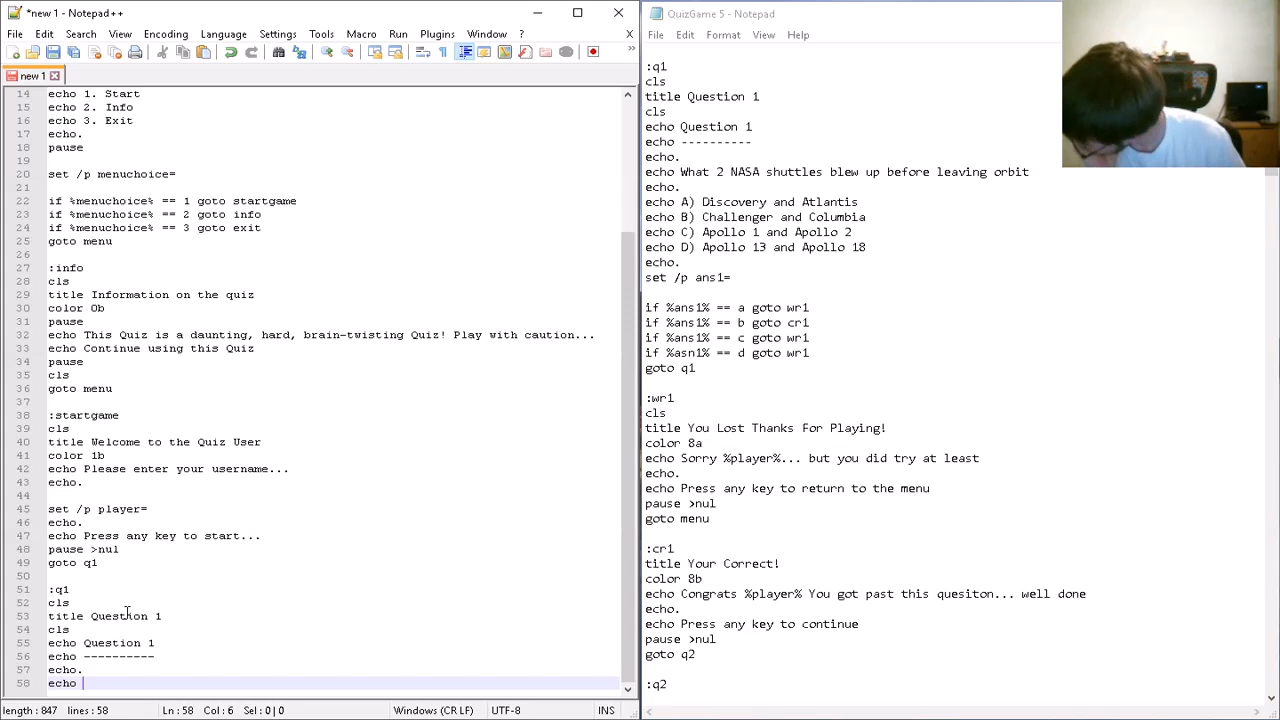 *new 1 - Notepad++
File Edit Search View Encoding Language Settings Tools Macro Run Plugins Window ?
X
new 1
14 echo 1. Start
15 echo 2. Info
16 echo 3. Exit
17 echo.
18 pause
19
20 set /p menuchoice=
21
22 if %menuchoice% == 1 goto startgame
23 if %menuchoice% == 2 goto info
24 if %menuchoice% == 3 goto exit
25 goto menu
26
27 :info
28 cls
29 title Information on the quiz
30 color 0b
31 pause
32 echo This Quiz is a daunting, hard, brain-twisting Quiz! Play with caution...
33 echo Continue using this Quiz
34 pause
35 cls
36 goto menu
37
38 :startgame
39 cls
40 title Welcome to the Quiz User
41 color 1b
42 echo Please enter your username...
43 echo.
44
45 set /p player=
46 echo.
47 echo Press any key to start...
48 pause >nul
49 goto q1
50
51 :q1
52 cls
53 title Question 1
54 cls
55 echo Question 1
56 echo ----------
57 echo.
58 echo
length : 847 lines : 58 Ln : 58 Col : 6 Sel : 0 | 0 Windows (CR LF) UTF-8 INS
QuizGame 5 - Notepad
File Edit Format View Help
:q1
cls
title Question 1
cls
echo Question 1
echo ----------
echo.
echo What 2 NASA shuttles blew up before leaving orbit
echo.
echo A) Discovery and Atlantis
echo B) Challenger and Columbia
echo C) Apollo 1 and Apollo 2
echo D) Apollo 13 and Apollo 18
echo.
set /p ans1=
if %ans1% == a goto wr1
if %ans1% == b goto cr1
if %ans1% == c goto wr1
if %asn1% == d goto wr1
goto q1
:wr1
cls
title You Lost Thanks For Playing!
color 8a
echo Sorry %player%... but you did try at least
echo.
echo Press any key to return to the menu
pause >nul
goto menu
:cr1
title Your Correct!
color 8b
echo Congrats %player% You got past this quesiton... well done
echo.
echo Press any key to continue
pause >nul
goto q2
:q2